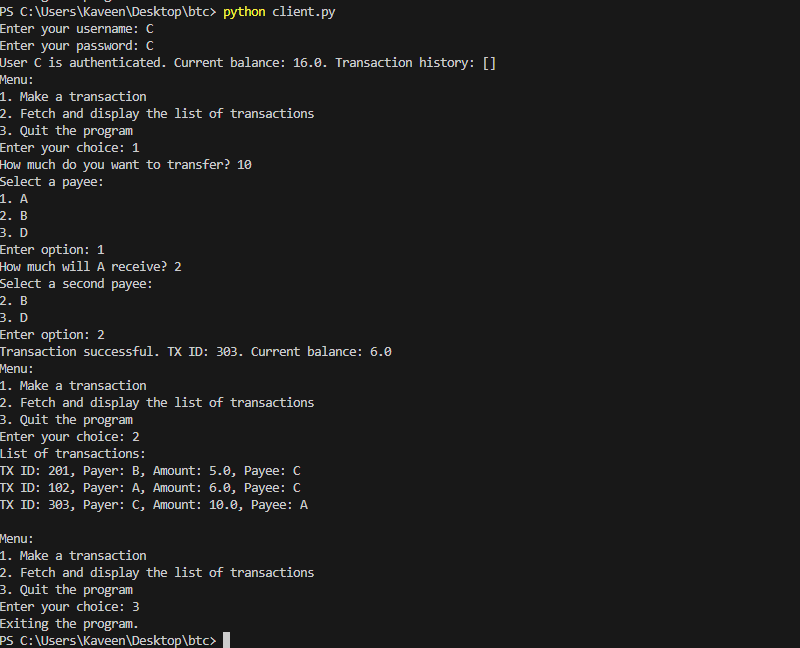 PS C:\Users\Kaveen\Desktop\btc> python client.py
Enter your username: C
Enter your password: C
User C is authenticated. Current balance: 16.0. Transaction history: []
Menu:
1. Make a transaction
2. Fetch and display the list of transactions
3. Quit the program
Enter your choice: 1
How much do you want to transfer? 10
Select a payee:
1. A
2. B
3. D
Enter option: 1
How much will A receive? 2
Select a second payee:
2. B
3. D
Enter option: 2
Transaction successful. TX ID: 303. Current balance: 6.0
Menu:
1. Make a transaction
2. Fetch and display the list of transactions
3. Quit the program
Enter your choice: 2
List of transactions:
TX ID: 201, Payer: B, Amount: 5.0, Payee: C
TX ID: 102, Payer: A, Amount: 6.0, Payee: C
TX ID: 303, Payer: C, Amount: 10.0, Payee: A
Menu:
1. Make a transaction
2. Fetch and display the list of transactions
3. Quit the program
Enter your choice: 3
Exiting the program.
PS C:\Users\Kaveen\Desktop\btc>